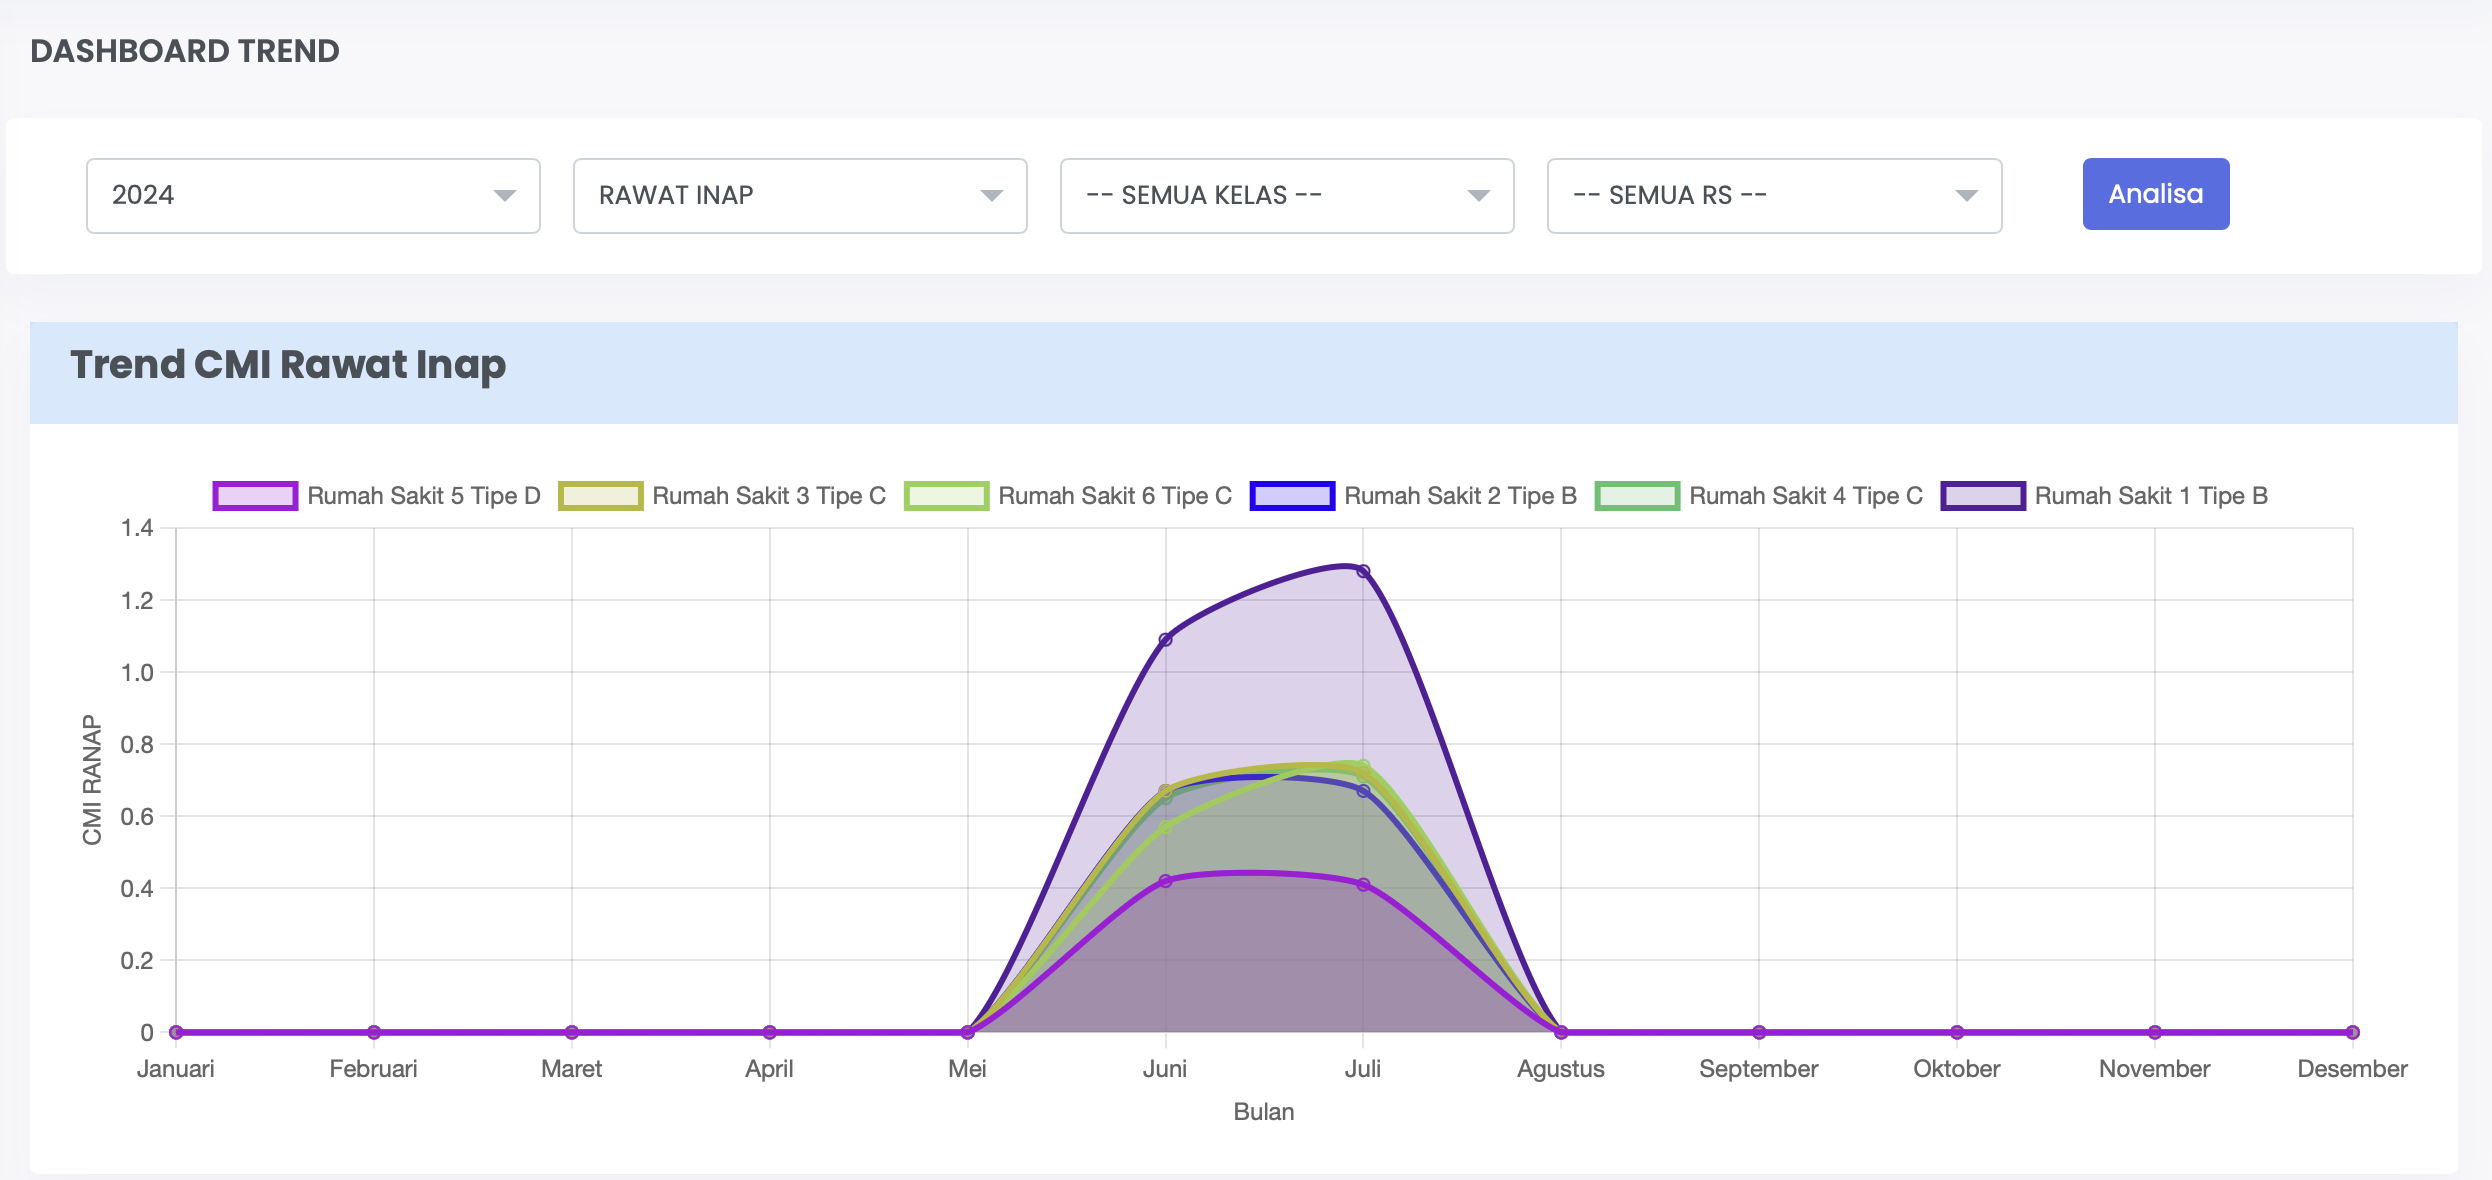 DASHBOARD TREND
2024 RAWAT INAP -- SEMUA KELAS -- -- SEMUA RS -- Analisa
Trend CMI Rawat Inap
Rumah Sakit 5 Tipe D Rumah Sakit 3 Tipe C Rumah Sakit 6 Tipe C Rumah Sakit 2 Tipe B Rumah Sakit 4 Tipe C Rumah Sakit 1 Tipe B
1.4
1.2
1.0
0.8
0.6
0.4
0.2
0
CMI RANAP
Januari Februari Maret April Mei Juni Juli Agustus September Oktober November Desember
Bulan